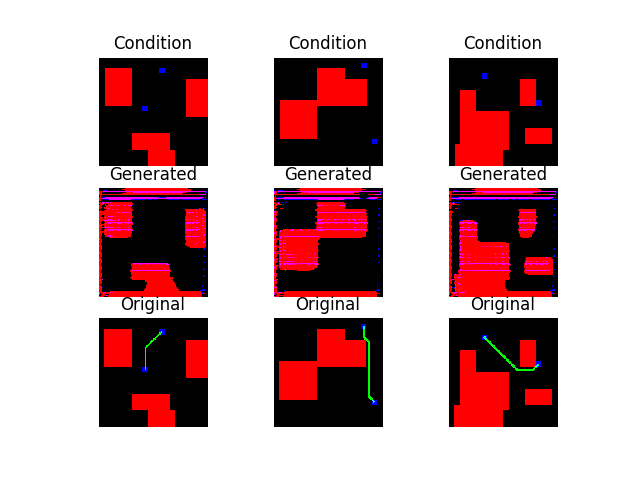 Condition Condition Condition
Generated Generated Generated
Original Original Original